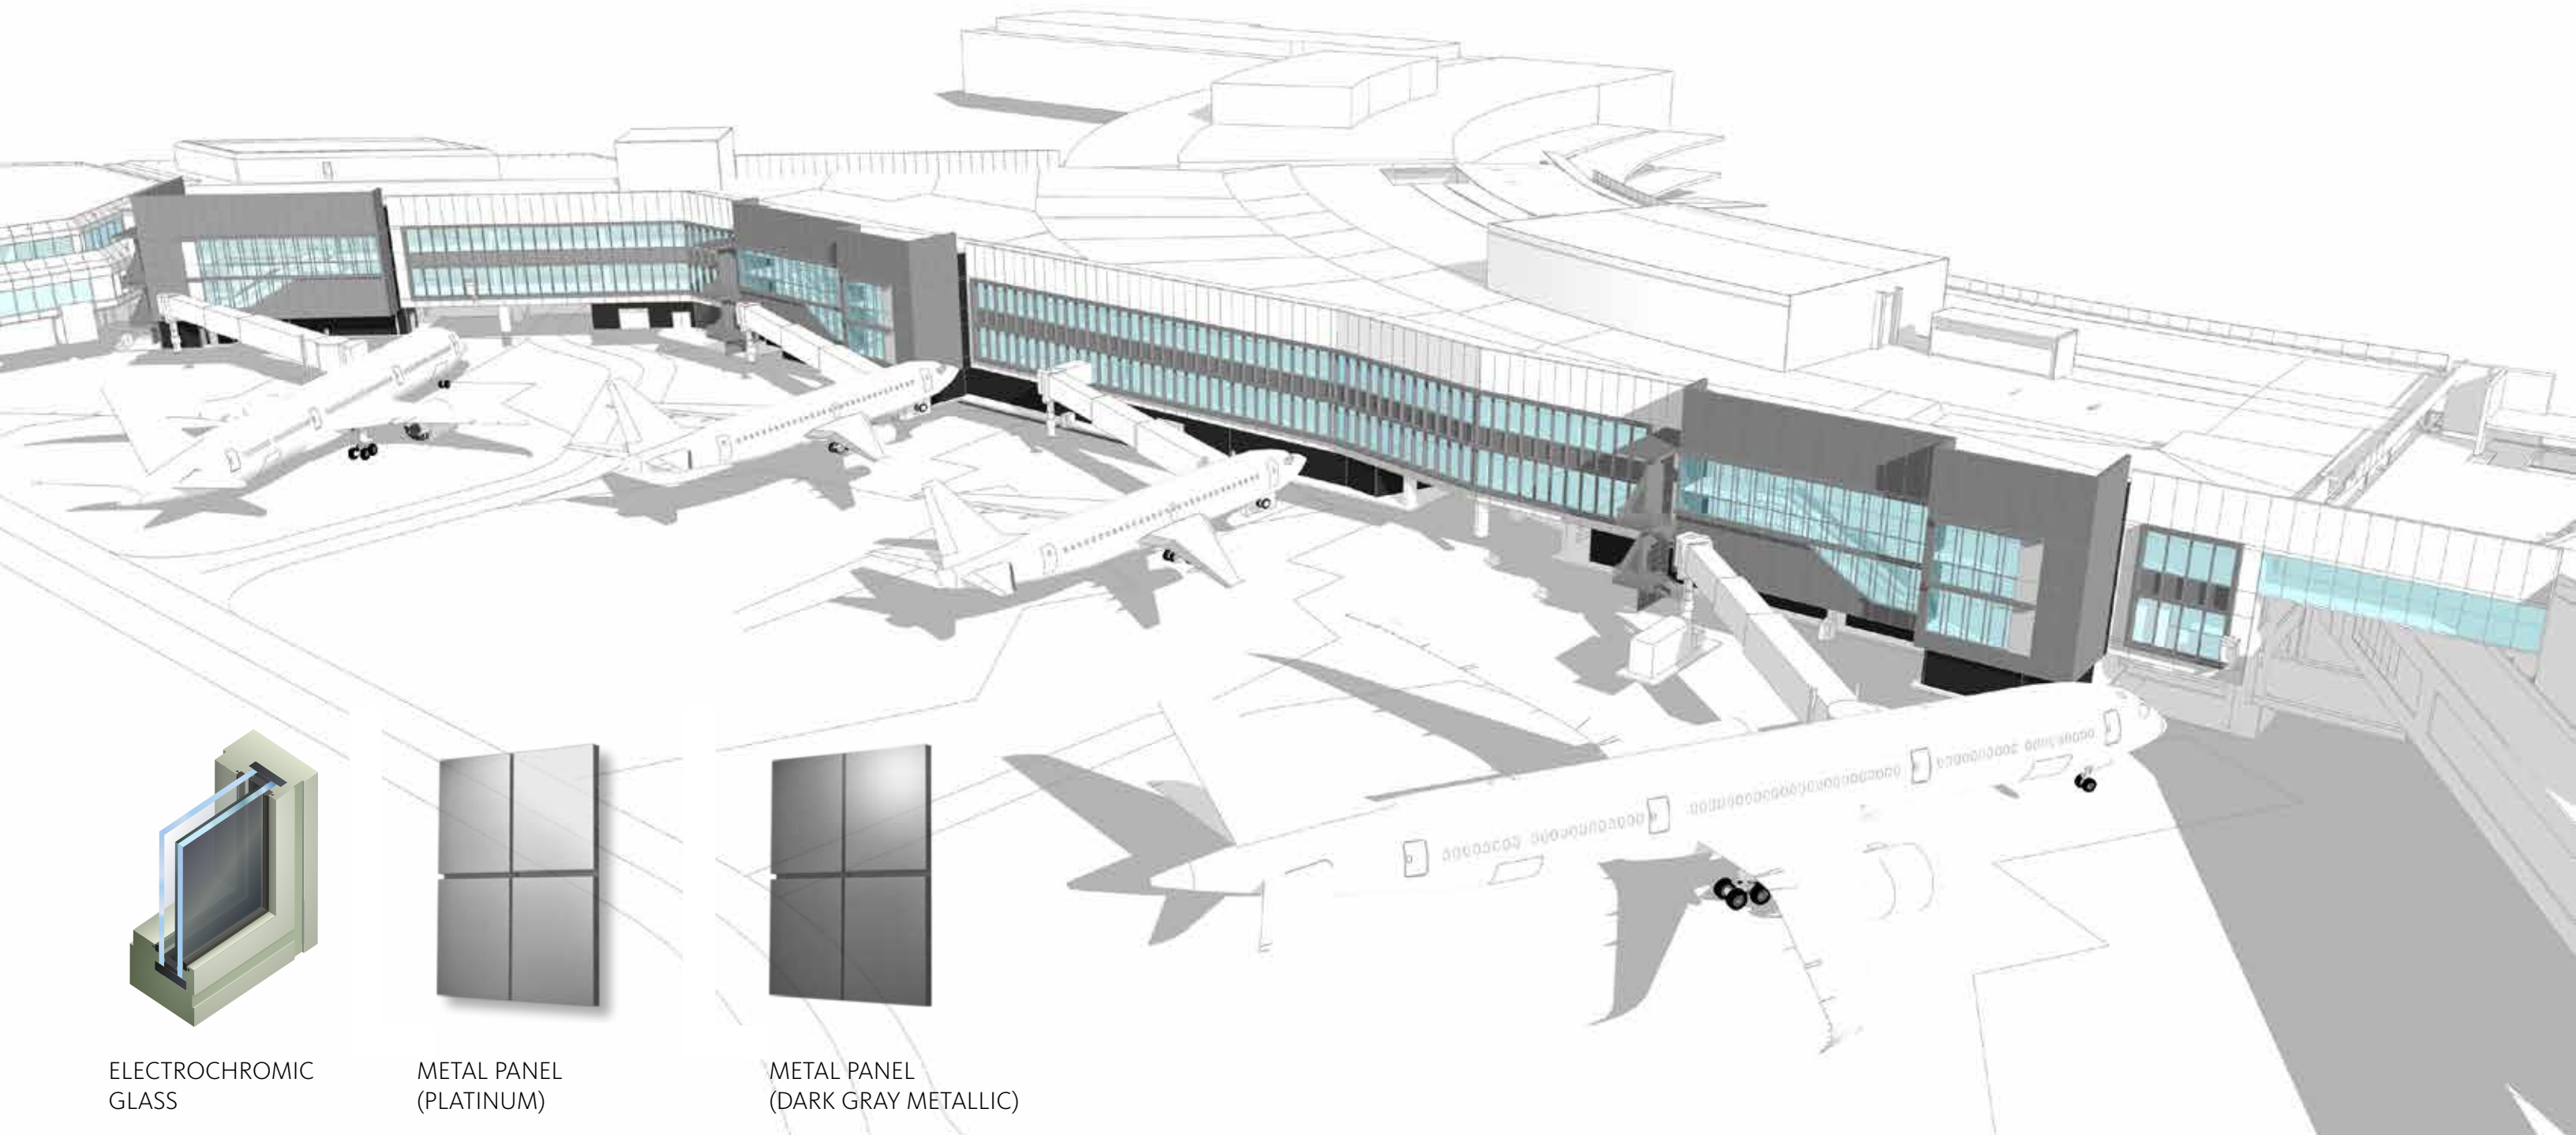 ELECTROCHROMIC
GLASS
METAL PANEL
(PLATINUM)
METAL PANEL
(DARK GRAY METALLIC)